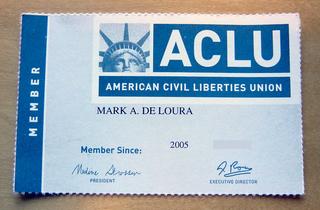 MEMBER
ACLU
AMERICAN CIVIL LIBERTIES UNION
MARK A. DE LOURA
Member Since: 2005
PRESIDENT
EXECUTIVE DIRECTOR